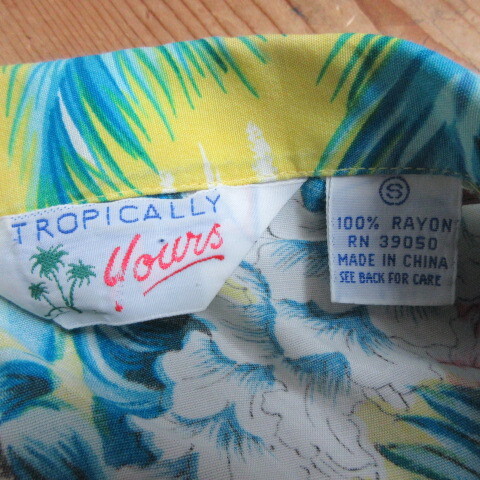 TROPICALLY
Yours
S
100% RAYON
RN 39050
MADE IN CHINA
SEE BACK FOR CARE